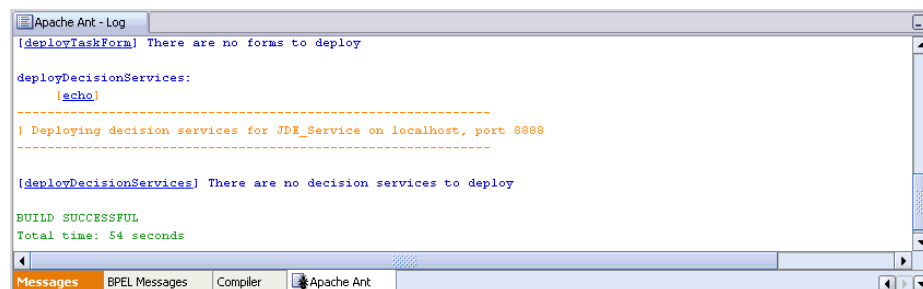 Apache Ant - Log
[deployTaskForm] There are no forms to deploy
deployDecisionServices:
[echo]
----------------------------------------------------------------
| Deploying decision services for JDE_Service on localhost, port 8888
----------------------------------------------------------------
[deployDecisionServices] There are no decision services to deploy
BUILD SUCCESSFUL
Total time: 54 seconds
Messages BPEL Messages Compiler Apache Ant